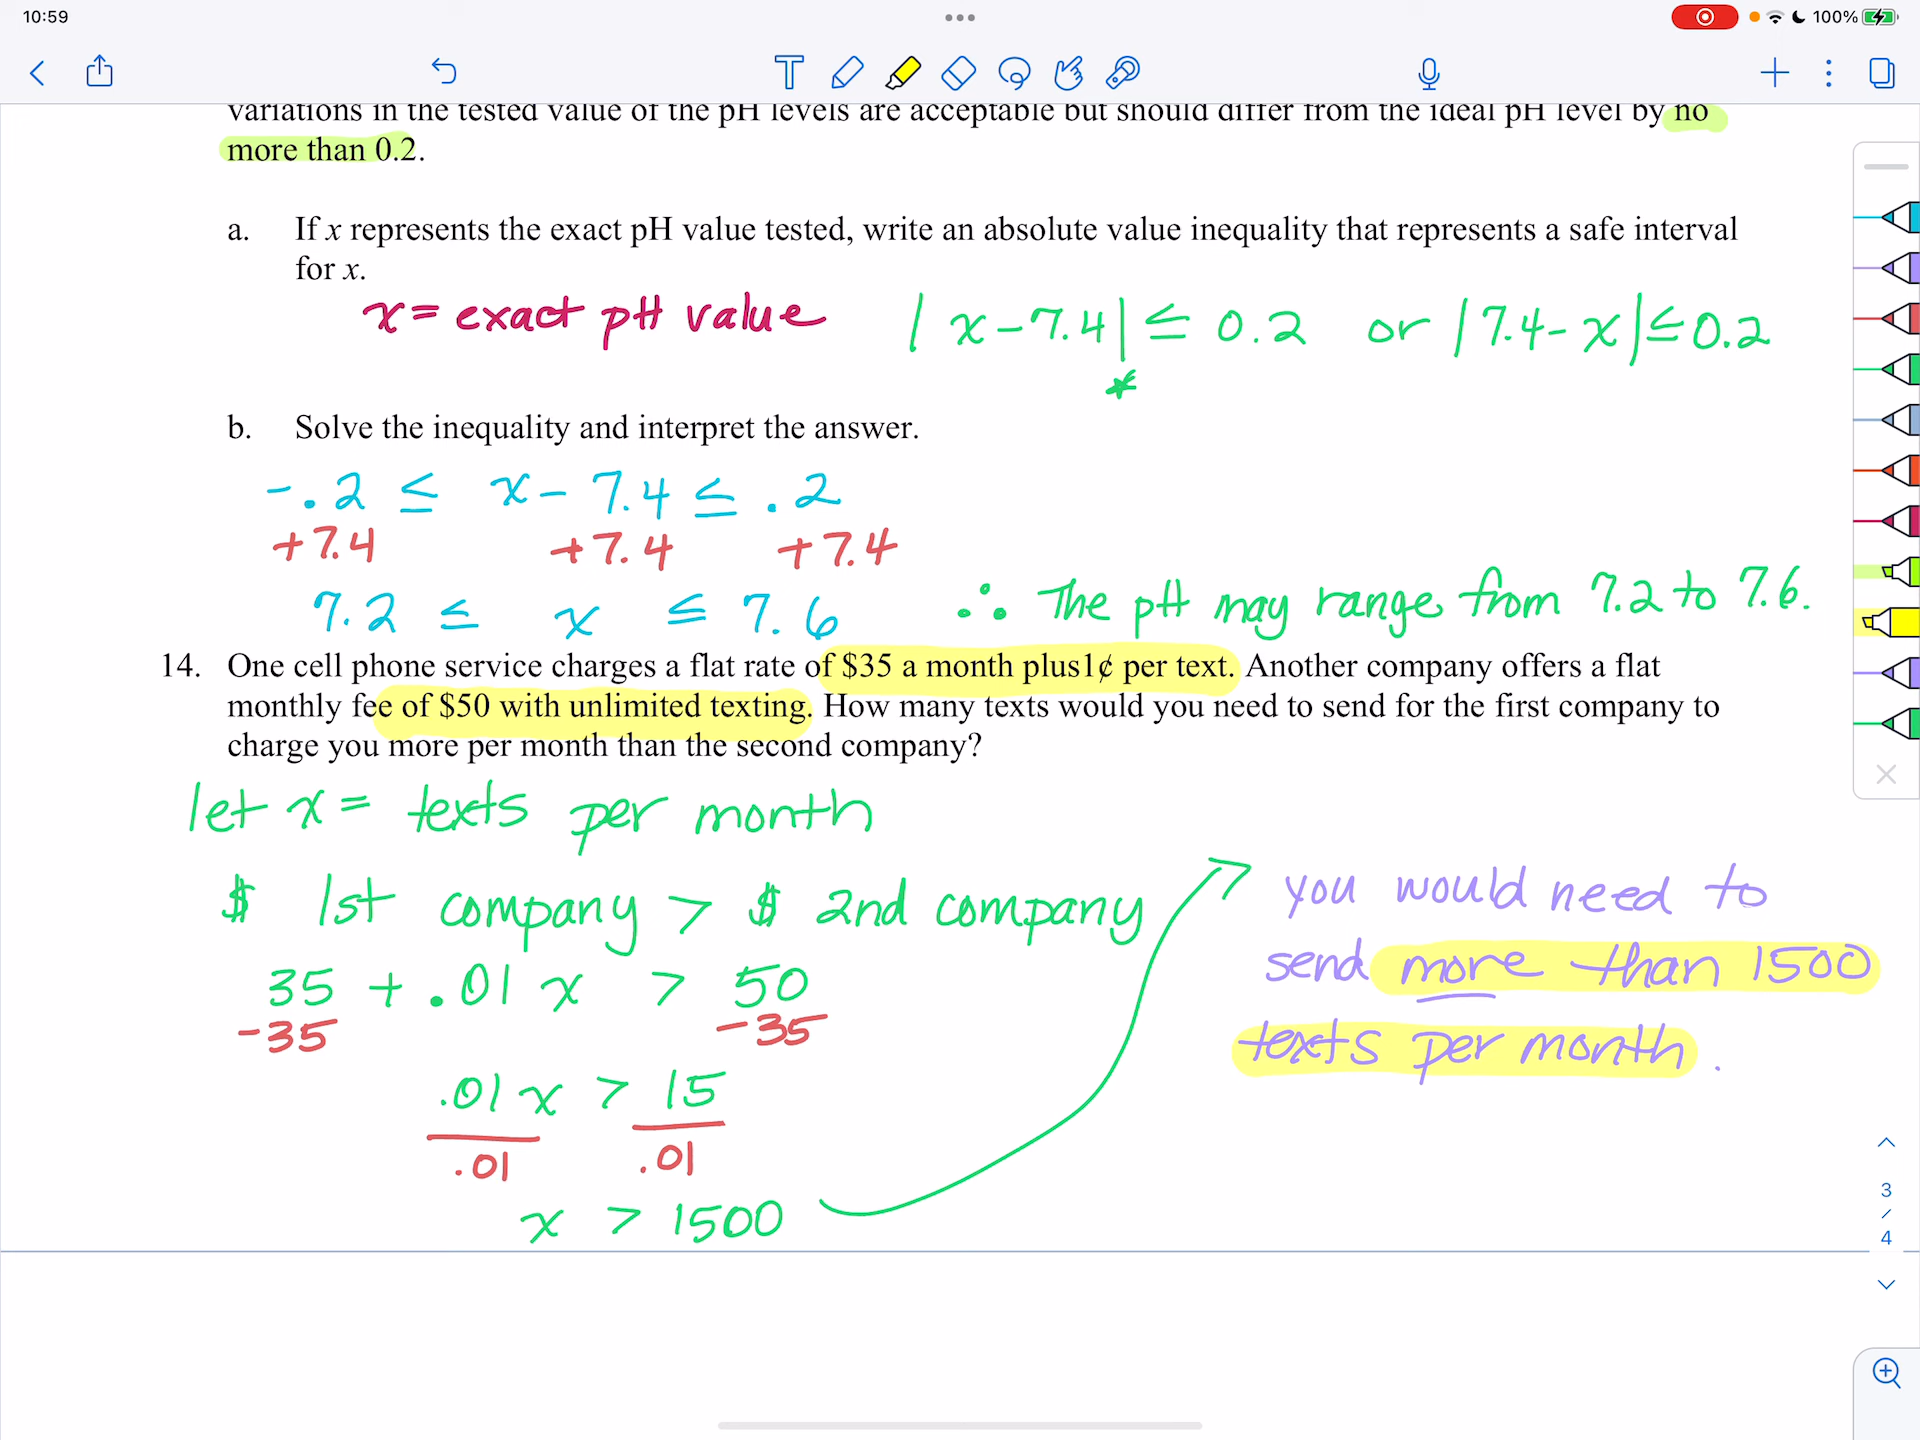 10:59
100%
variations in the tested value of the pH levels are acceptable but should differ from the ideal pH level by no
more than 0.2.
a. If x represents the exact pH value tested, write an absolute value inequality that represents a safe interval
for x.
x = exact pH value |x - 7.4| ≤ 0.2 or |7.4 - x| ≤ 0.2
*
b. Solve the inequality and interpret the answer.
-.2 ≤ x - 7.4 ≤ .2
+7.4 +7.4 +7.4
7.2 ≤ x ≤ 7.6 ∴ The pH may range from 7.2 to 7.6.
14. One cell phone service charges a flat rate of $35 a month plus1¢ per text. Another company offers a flat
monthly fee of $50 with unlimited texting. How many texts would you need to send for the first company to
charge you more per month than the second company?
let x = texts per month
$ 1st company > $ 2nd company
35 + .01 x > 50
-35 -35
.01 x > 15
.01 .01
x > 1500
you would need to
send more than 1500
texts per month.
3
/
4